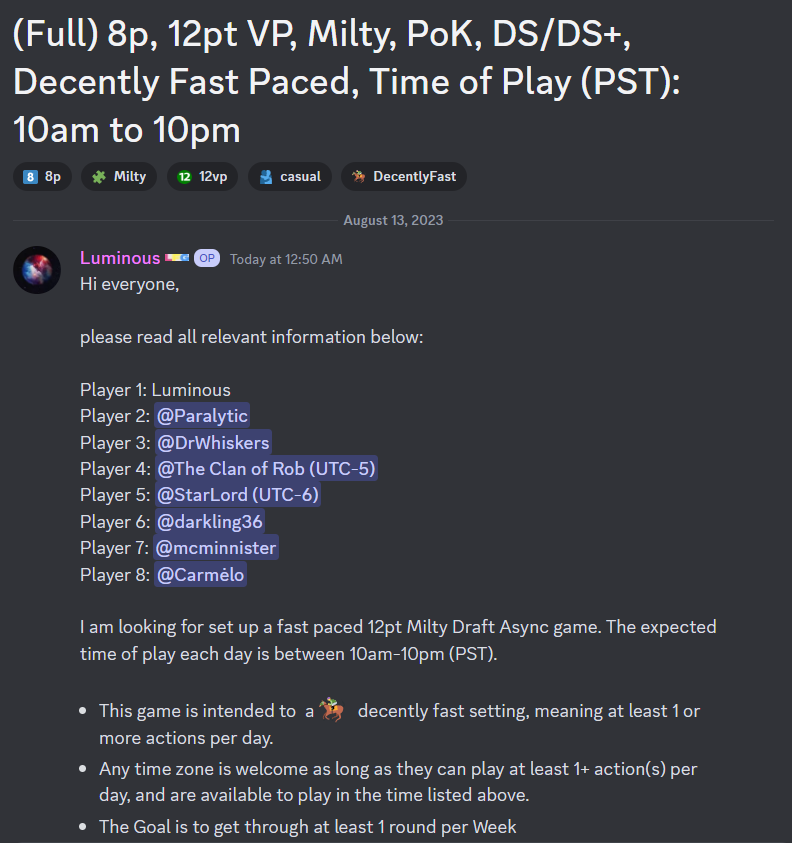 (Full) 8p, 12pt VP, Milty, PoK, DS/DS+,
Decently Fast Paced, Time of Play (PST):
10am to 10pm
8 8p Milty 12 12vp casual DecentlyFast
August 13, 2023
Luminous OP Today at 12:50 AM
Hi everyone,
please read all relevant information below:
Player 1: Luminous
Player 2: @Paralytic
Player 3: @DrWhiskers
Player 4: @The Clan of Rob (UTC-5)
Player 5: @StarLord (UTC-6)
Player 6: @darkling36
Player 7: @mcminnister
Player 8: @Carmėlo
I am looking for set up a fast paced 12pt Milty Draft Async game. The expected
time of play each day is between 10am-10pm (PST).
• This game is intended to a decently fast setting, meaning at least 1 or
more actions per day.
• Any time zone is welcome as long as they can play at least 1+ action(s) per
day, and are available to play in the time listed above.
• The Goal is to get through at least 1 round per Week